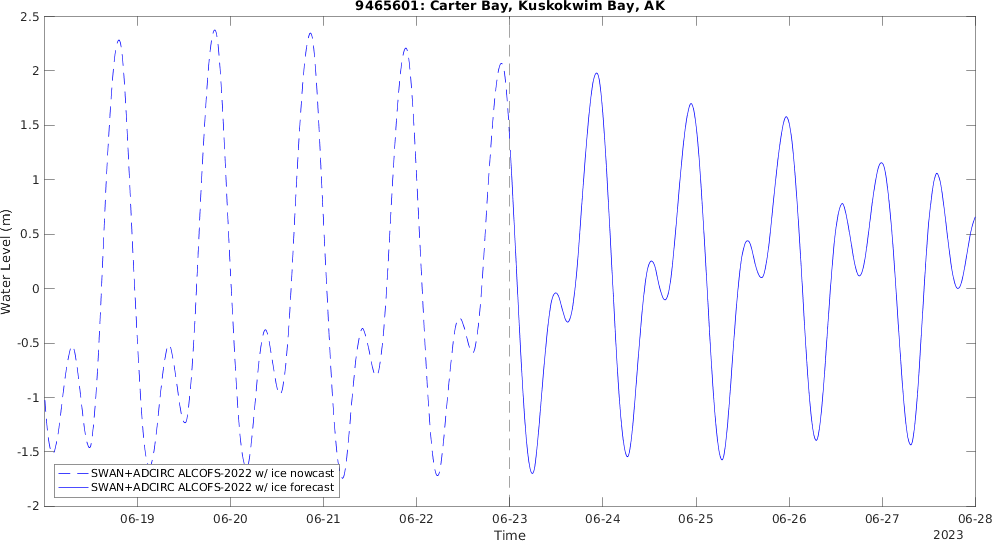 9465601: Carter Bay, Kuskokwim Bay, AK
2.5
2
1.5
1
0.5
0
-0.5
-1
-1.5
-2
Water Level (m)
SWAN+ADCIRC ALCOFS-2022 w/ ice nowcast
SWAN+ADCIRC ALCOFS-2022 w/ ice forecast
06-19 06-20 06-21 06-22 06-23 06-24 06-25 06-26 06-27 06-28
Time
2023